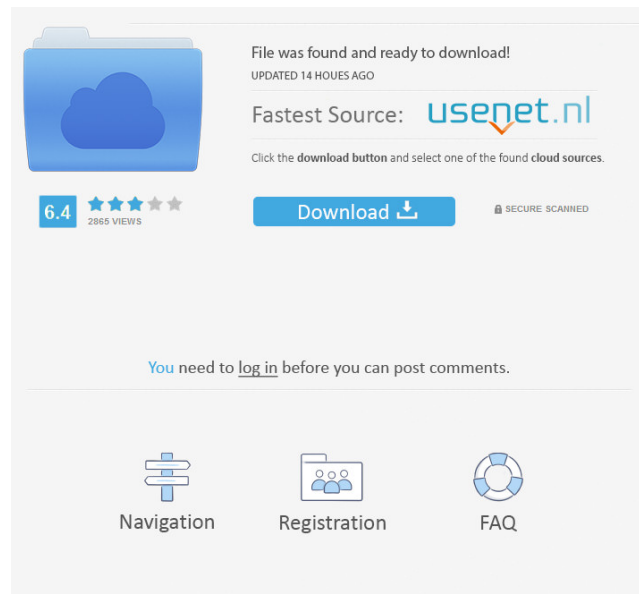 File was found and ready to download!
UPDATED 14 HOUES AGO
Fastest Source: usenet.nl
Click the download button and select one of the found cloud sources.
6.4
2865 VIEWS
Download
SECURE SCANNED
You need to log in before you can post comments.
Navigation
Registration
FAQ